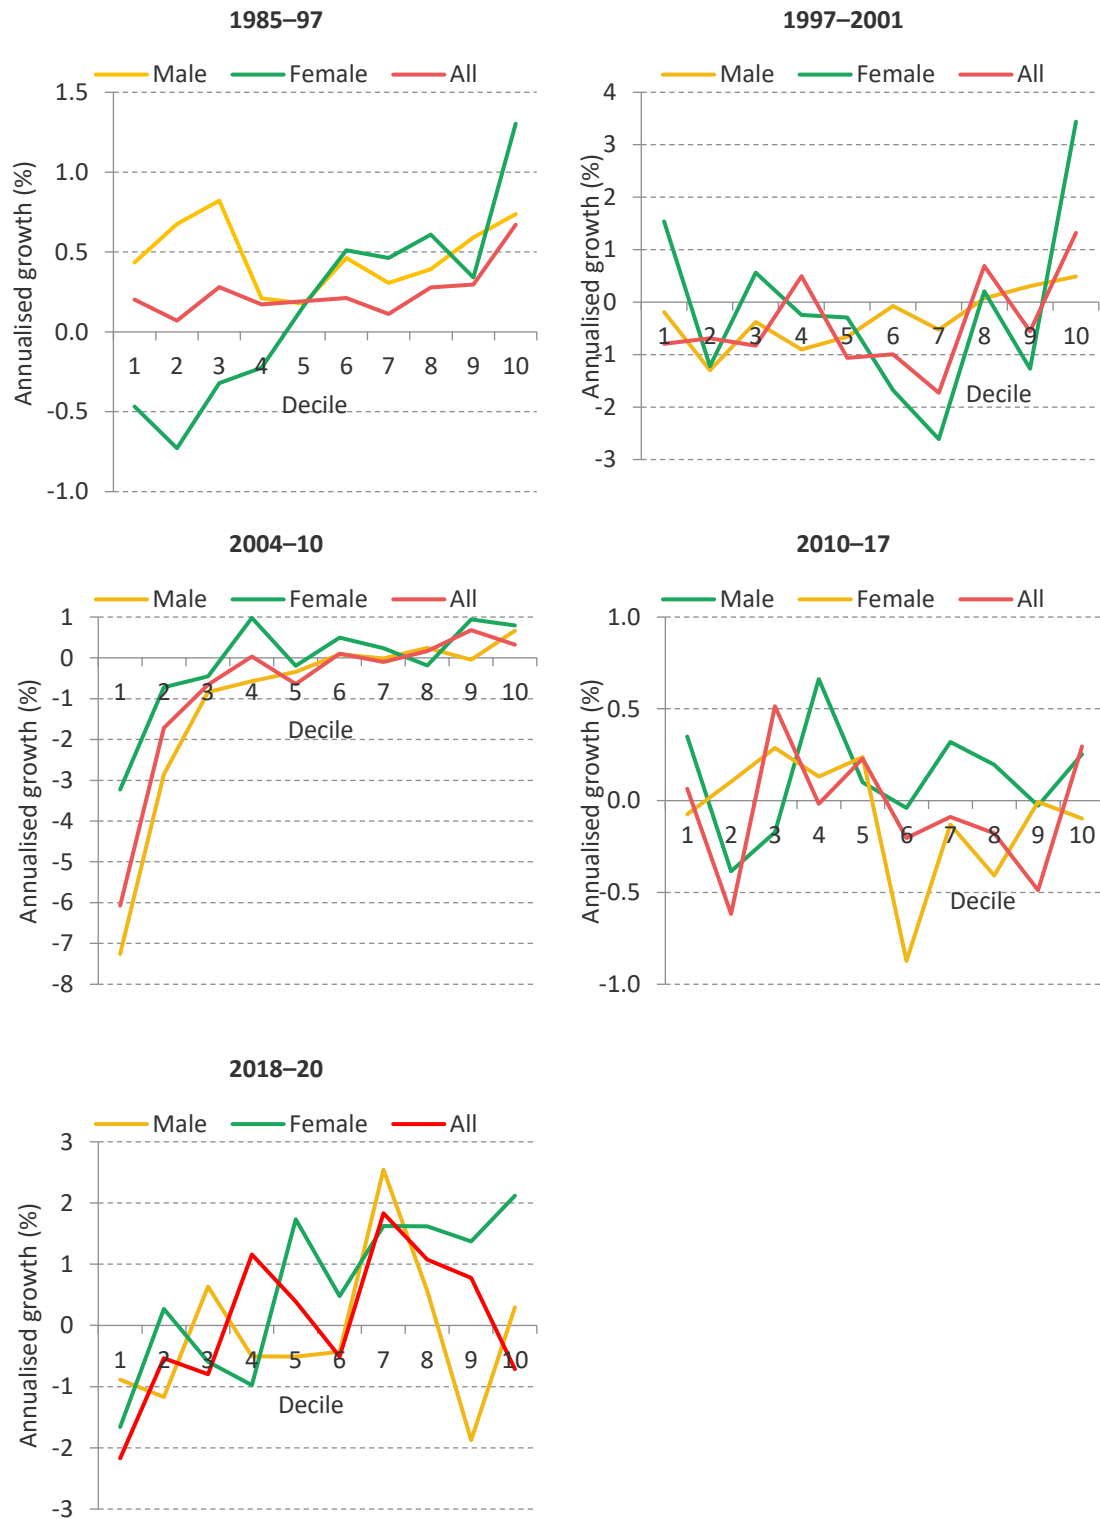 1985–97
Male Female All
1.5
1.0
0.5
0.0
-0.5
-1.0
Annualised growth (%)
1 2 3 4 5 6 7 8 9 10
Decile
1997–2001
Male Female All
4
3
2
1
0
-1
-2
-3
Annualised growth (%)
1 2 3 4 5 6 7 8 9 10
Decile
2004–10
Male Female All
1
0
-1
-2
-3
-4
-5
-6
-7
-8
Annualised growth (%)
1 2 3 4 5 6 7 8 9 10
Decile
2010–17
Male Female All
1.0
0.5
0.0
-0.5
-1.0
Annualised growth (%)
1 2 3 4 5 6 7 8 9 10
Decile
2018–20
Male Female All
3
2
1
0
-1
-2
-3
Annualised growth (%)
1 2 3 4 5 6 7 8 9 10
Decile